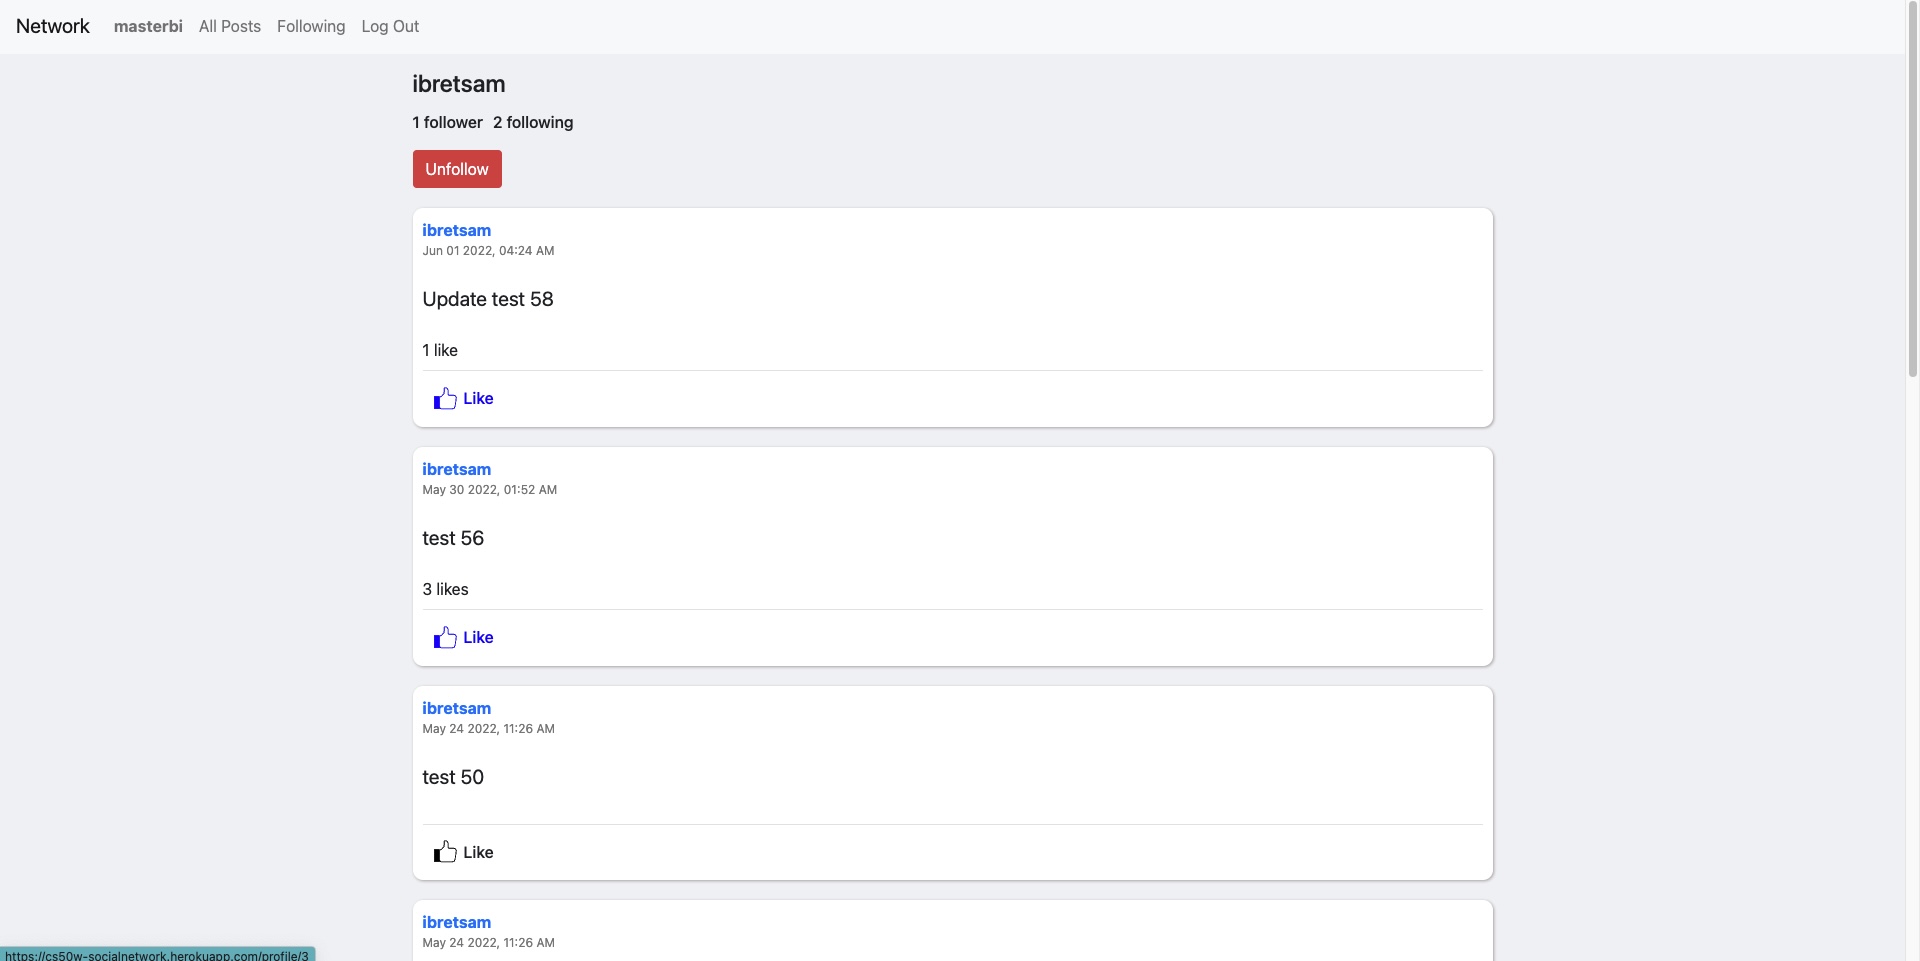 Network masterbi All Posts Following Log Out
ibretsam
1 follower 2 following
Unfollow
ibretsam
Jun 01 2022, 04:24 AM
Update test 58
1 like
Like
ibretsam
May 30 2022, 01:52 AM
test 56
3 likes
Like
ibretsam
May 24 2022, 11:26 AM
test 50
Like
ibretsam
May 24 2022, 11:26 AM
https://cs50w-socialnetwork.herokuapp.com/profile/3